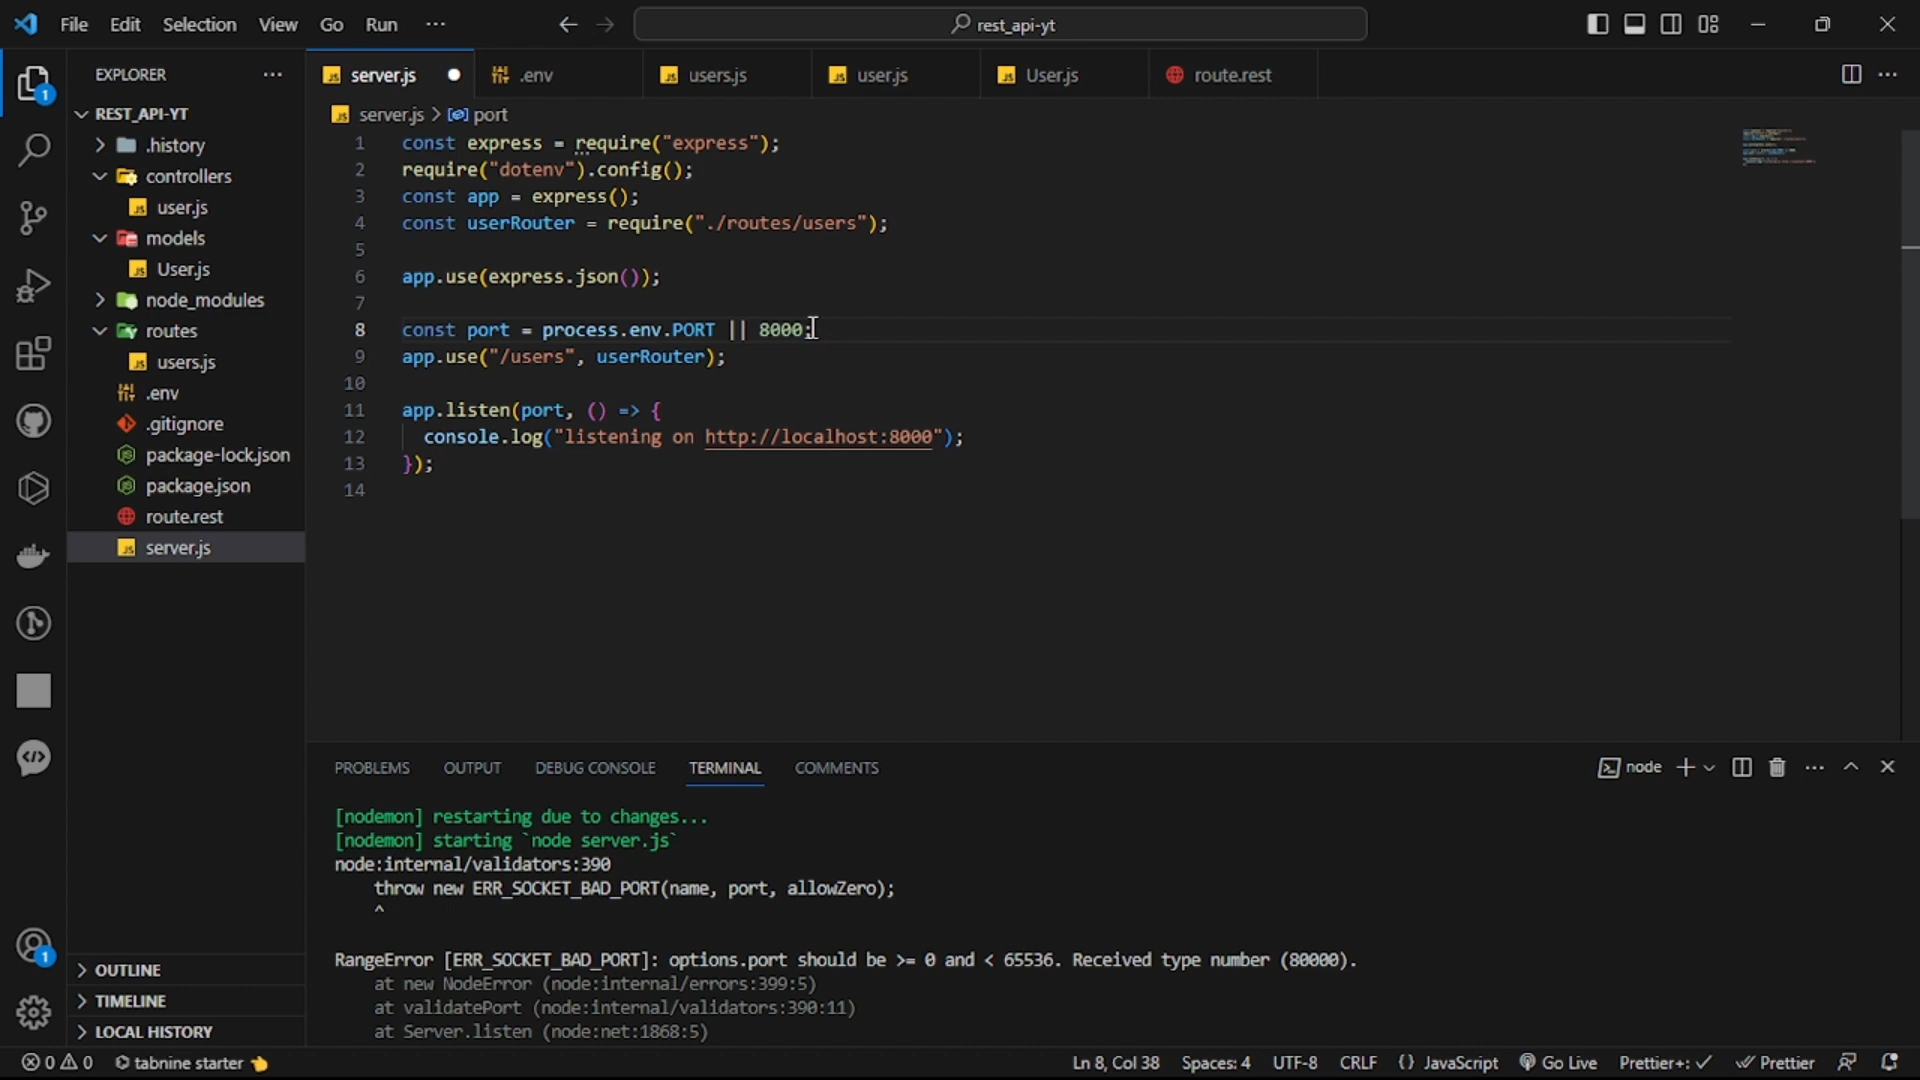 File Edit Selection View Go Run ···
rest_api-yt
EXPLORER
REST_API-YT
.history
controllers
user.js
models
User.js
node_modules
routes
users.js
.env
.gitignore
package-lock.json
package.json
route.rest
server.js
OUTLINE
TIMELINE
LOCAL HISTORY
server.js .env users.js user.js User.js route.rest
server.js > port
1 const express = require("express");
2 require("dotenv").config();
3 const app = express();
4 const userRouter = require("./routes/users");
5
6 app.use(express.json());
7
8 const port = process.env.PORT || 8000;
9 app.use("/users", userRouter);
10
11 app.listen(port, () => {
12 console.log("listening on http://localhost:8000");
13 });
14
PROBLEMS OUTPUT DEBUG CONSOLE TERMINAL COMMENTS
node
[nodemon] restarting due to changes...
[nodemon] starting `node server.js`
node:internal/validators:390
throw new ERR_SOCKET_BAD_PORT(name, port, allowZero);
^
RangeError [ERR_SOCKET_BAD_PORT]: options.port should be >= 0 and < 65536. Received type number (80000).
at new NodeError (node:internal/errors:399:5)
at validatePort (node:internal/validators:390:11)
at Server.listen (node:net:1868:5)
1
1
0 0 tabnine starter 👈 Ln 8, Col 38 Spaces: 4 UTF-8 CRLF {} JavaScript Go Live Prettier+: ✓ Prettier